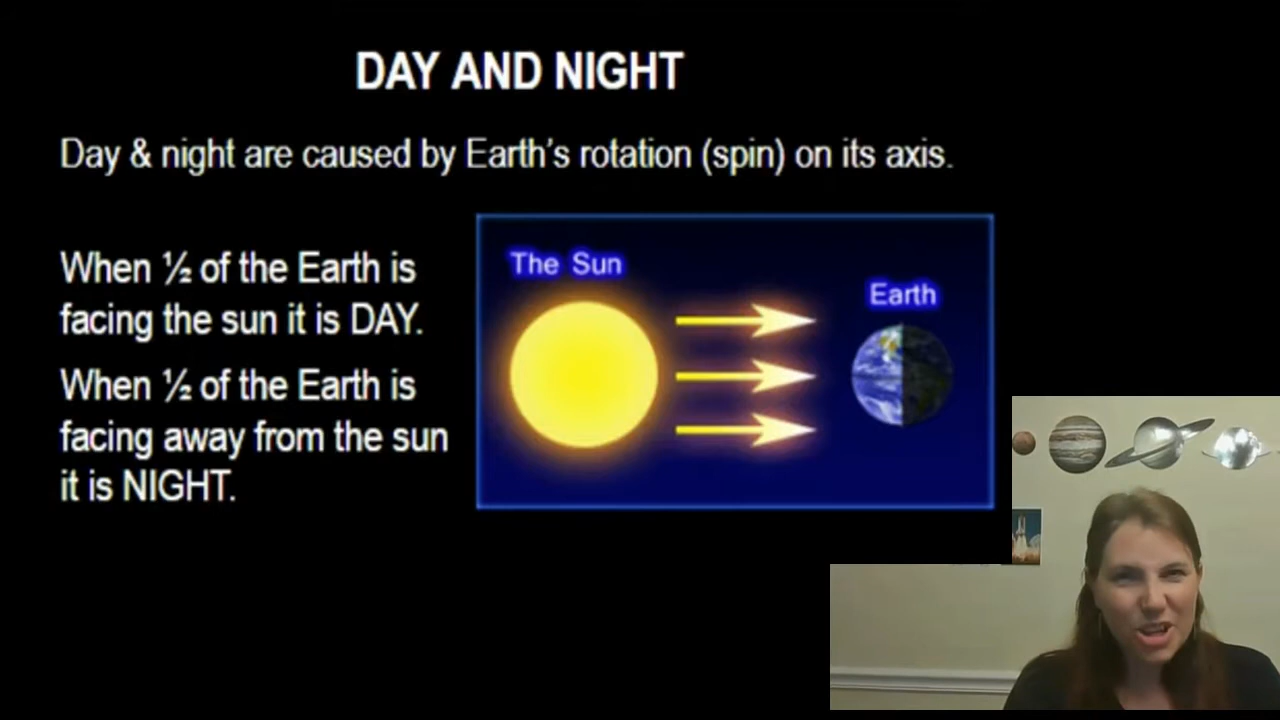 DAY AND NIGHT
Day & night are caused by Earth's rotation (spin) on its axis.
When ½ of the Earth is
facing the sun it is DAY.
When ½ of the Earth is
facing away from the sun
it is NIGHT.
The Sun
Earth